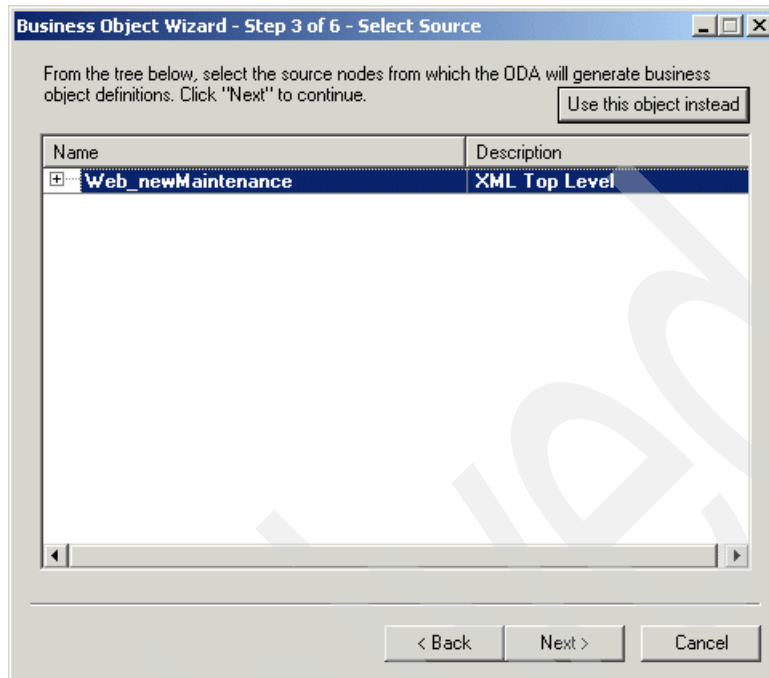 Business Object Wizard - Step 3 of 6 - Select Source
From the tree below, select the source nodes from which the ODA will generate business
object definitions. Click "Next" to continue.
Use this object instead
Name Description
Web_newMaintenance XML Top Level
< Back Next > Cancel